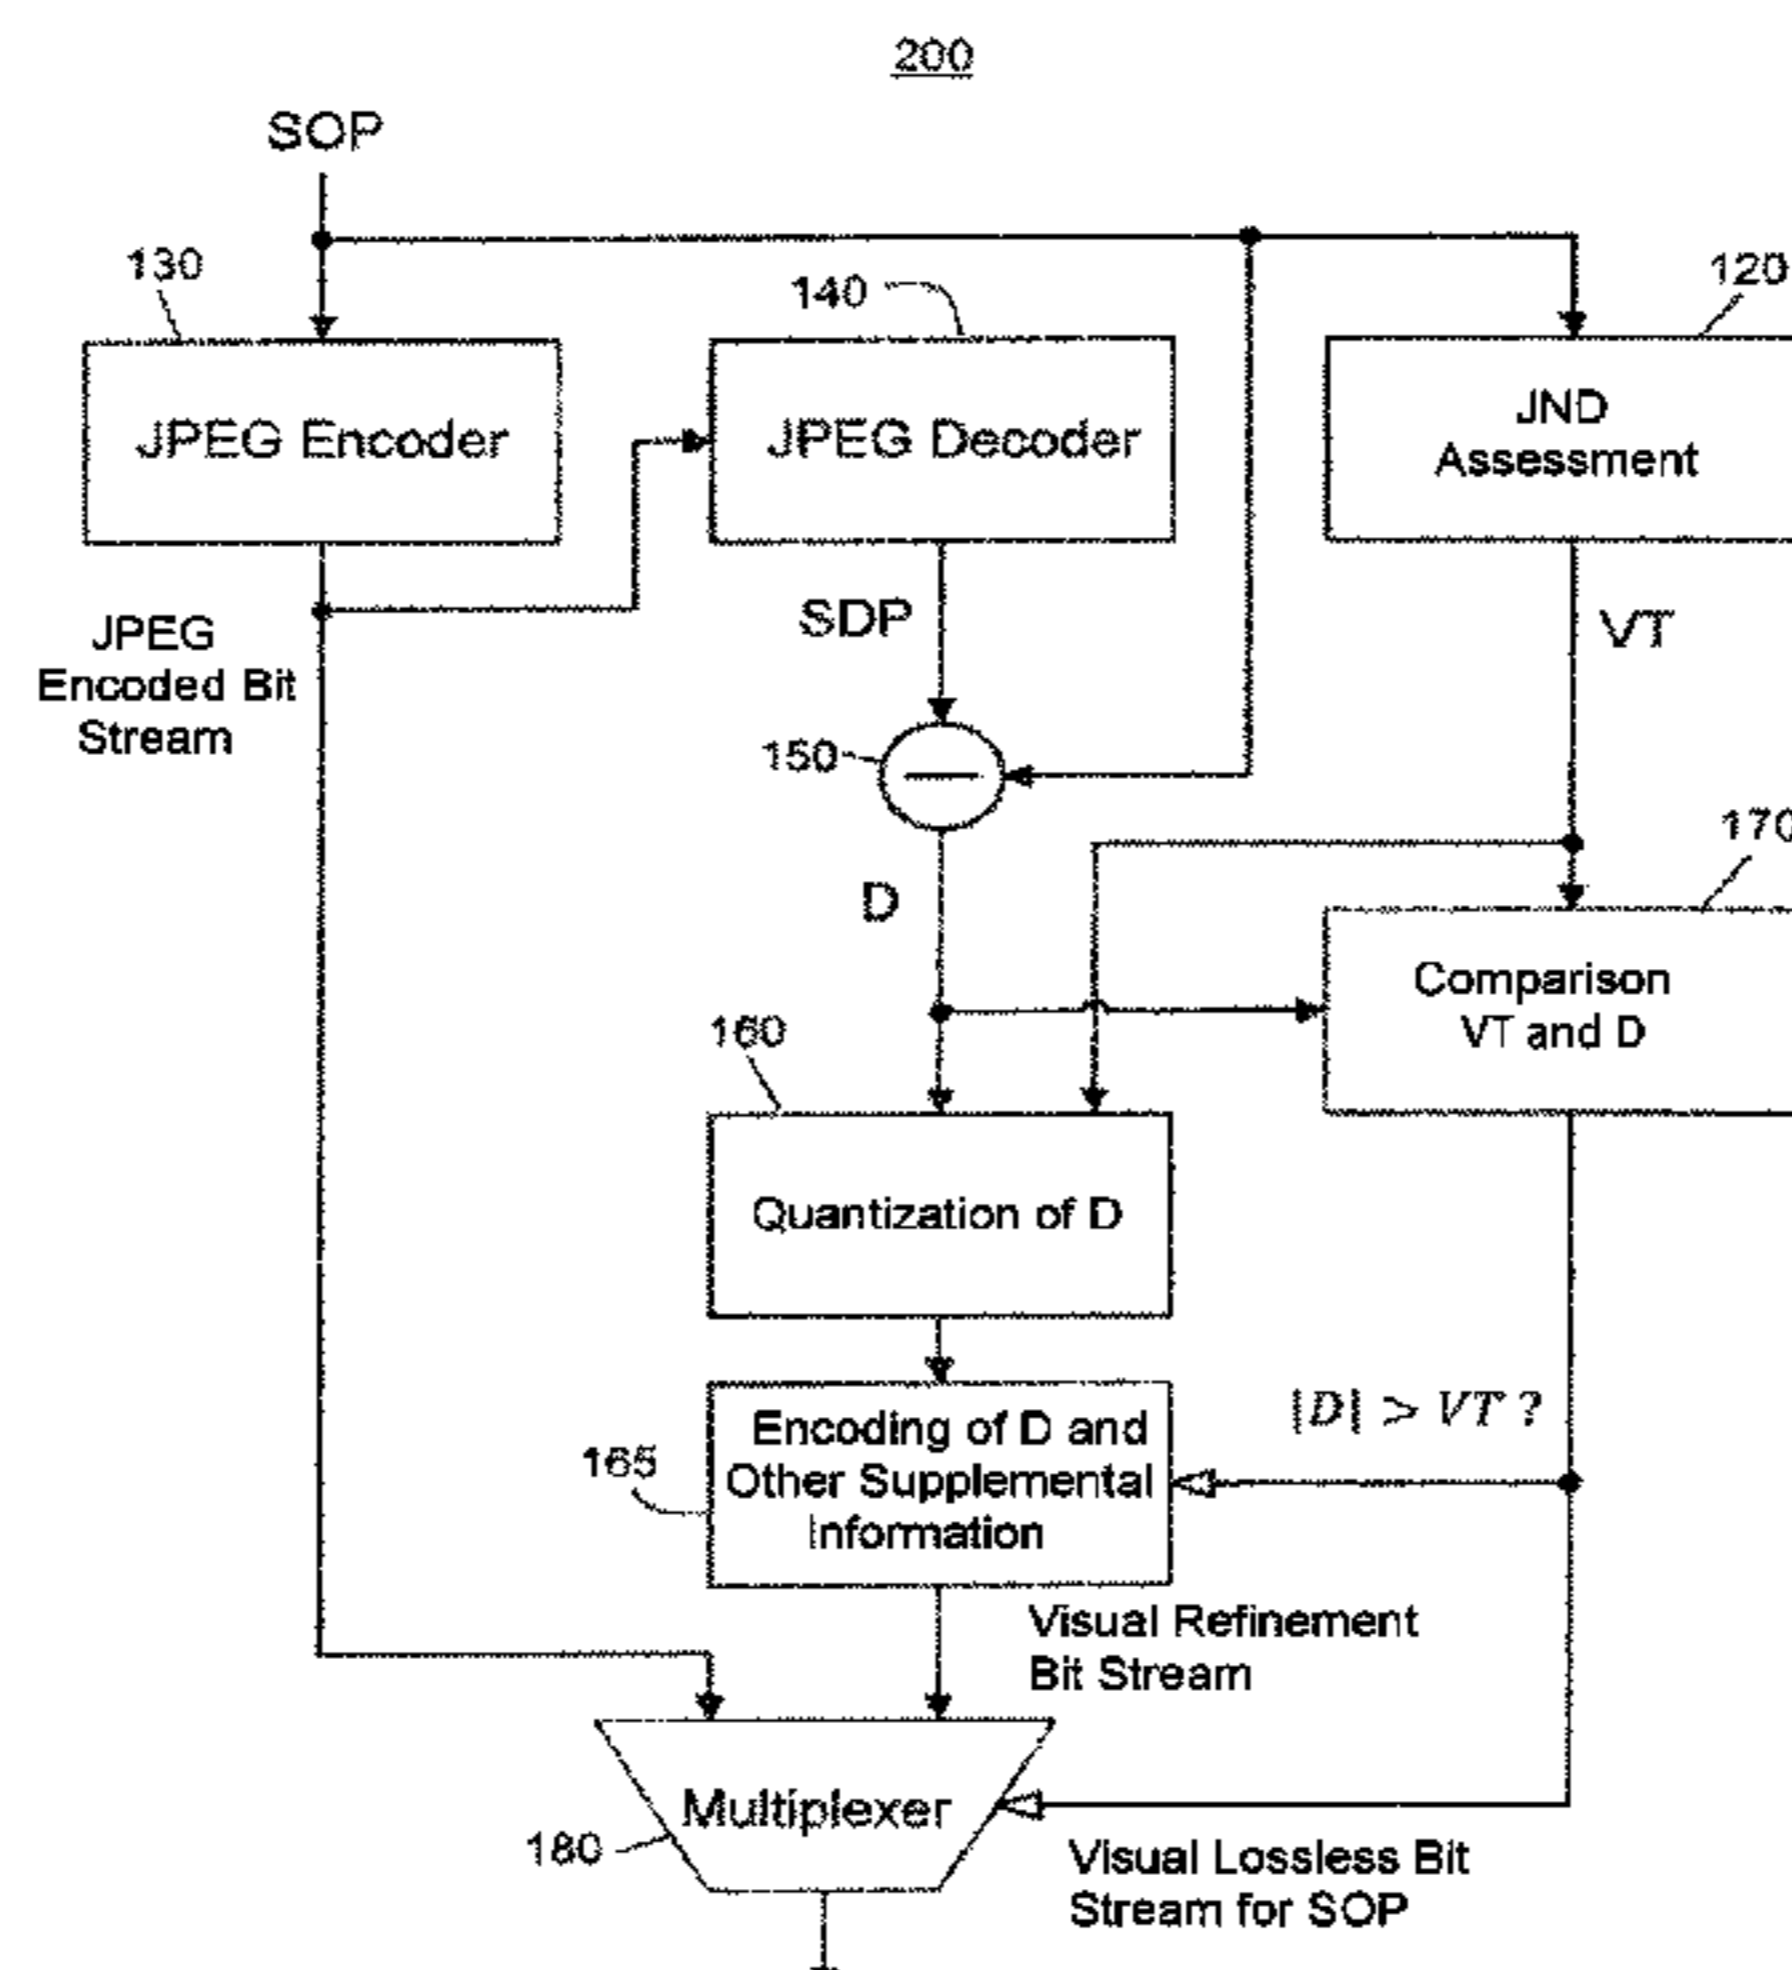 200
SOP
130
140
120
JPEG Encoder
JPEG Decoder
JND
Assessment
JPEG
Encoded Bit
Stream
SDP
VT
150
170
D
Comparison
VT and D
160
Quantization of D
|D| > VT ?
Encoding of D and
Other Supplemental
Information
165
Visual Refinement
Bit Stream
Multiplexer
180
Visual Lossless Bit
Stream for SOP